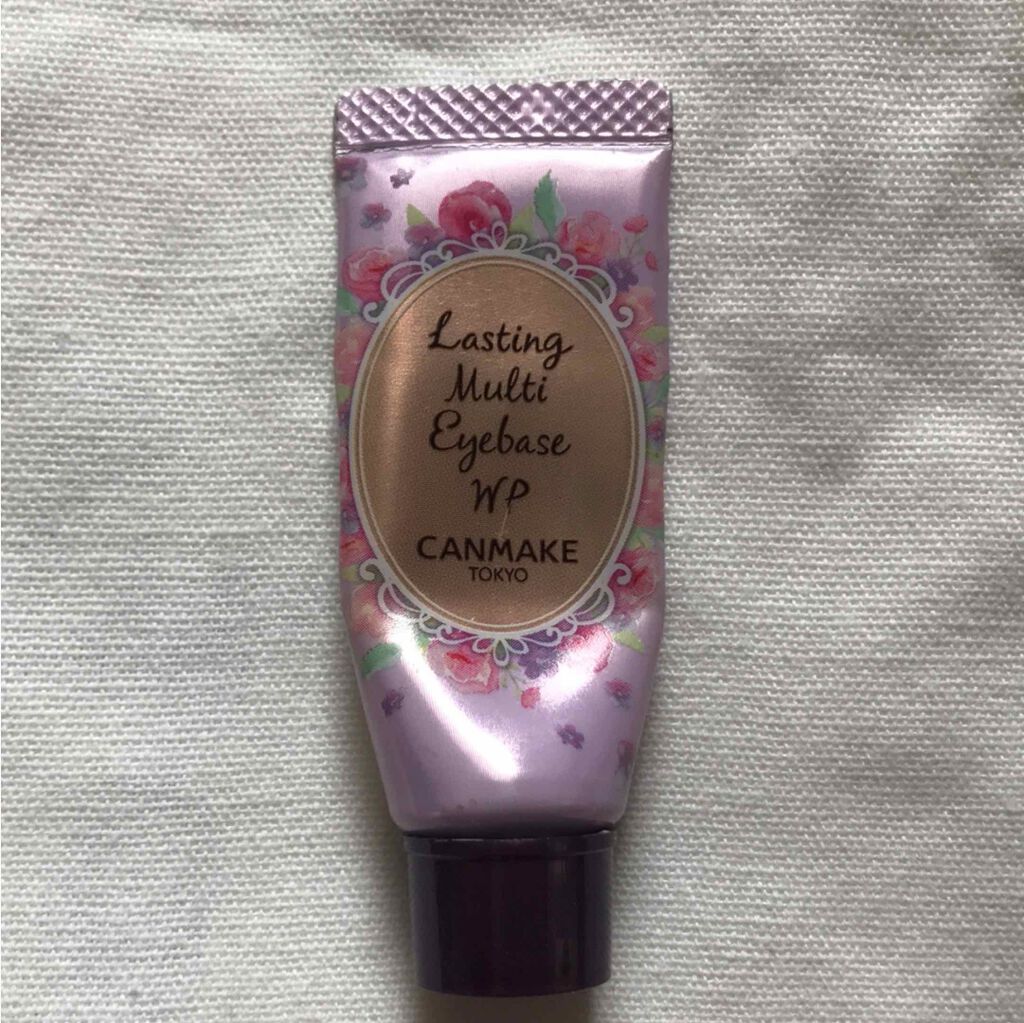 Lasting
Multi
Eyebase
WP
CANMAKE
TOKYO